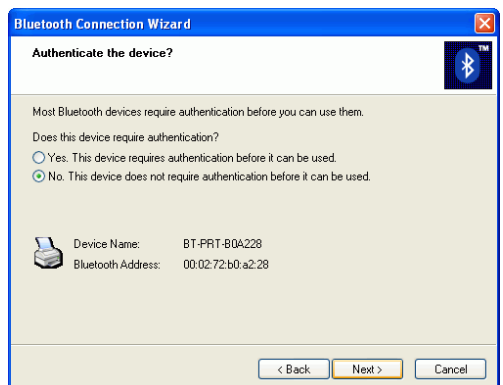 Bluetooth Connection Wizard
Authenticate the device?
TM
Most Bluetooth devices require authentication before you can use them.
Does this device require authentication?
Yes. This device requires authentication before it can be used.
No. This device does not require authentication before it can be used.
Device Name: BT-PRT-B0A228
Bluetooth Address: 00:02:72:b0:a2:28
< Back Next > Cancel